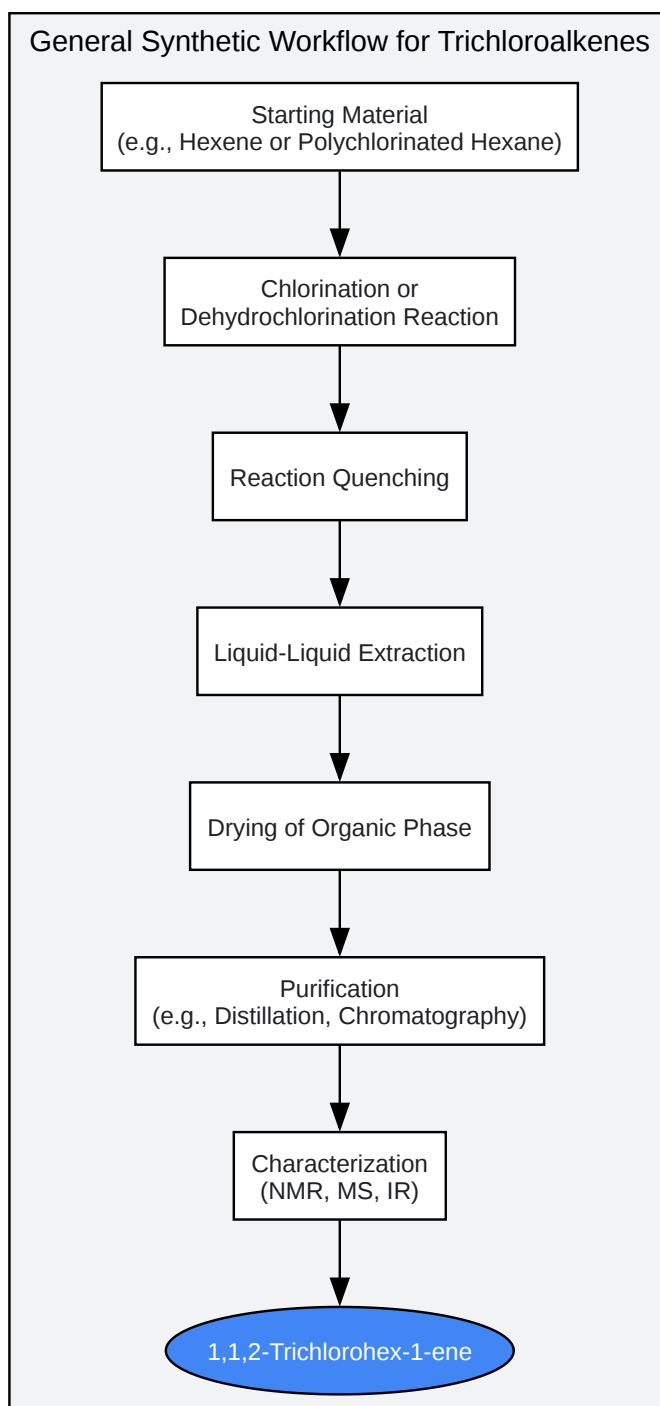 General Synthetic Workflow for Trichloroalkenes
Starting Material
(e.g., Hexene or Polychlorinated Hexane)
Chlorination or
Dehydrochlorination Reaction
Reaction Quenching
Liquid-Liquid Extraction
Drying of Organic Phase
Purification
(e.g., Distillation, Chromatography)
Characterization
(NMR, MS, IR)
1,1,2-Trichlorohex-1-ene